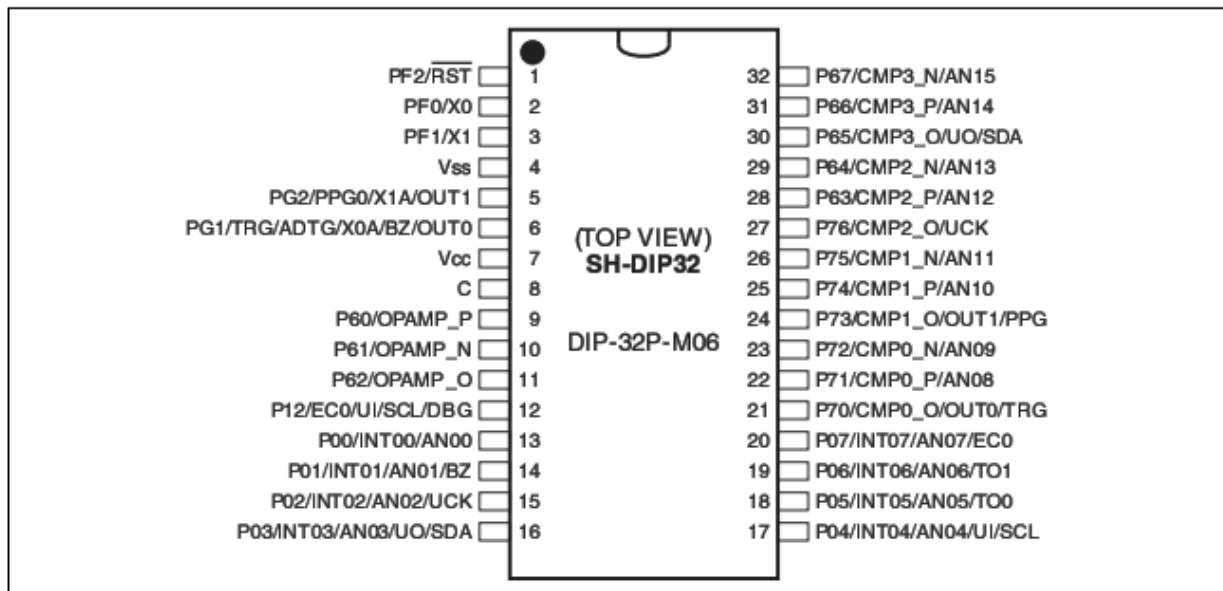 PF2/RST 1 32 P67/CMP3_N/AN15
PF0/X0 2 31 P66/CMP3_P/AN14
PF1/X1 3 30 P65/CMP3_O/UO/SDA
Vss 4 29 P64/CMP2_N/AN13
PG2/PPG0/X1A/OUT1 5 28 P63/CMP2_P/AN12
PG1/TRG/ADTG/X0A/BZ/OUT0 6 27 P76/CMP2_O/UCK
(TOP VIEW)
Vcc 7 SH-DIP32 26 P75/CMP1_N/AN11
C 8 25 P74/CMP1_P/AN10
P60/OPAMP_P 9 24 P73/CMP1_O/OUT1/PPG
P61/OPAMP_N 10 DIP-32P-M06 23 P72/CMP0_N/AN09
P62/OPAMP_O 11 22 P71/CMP0_P/AN08
P12/EC0/UI/SCL/DBG 12 21 P70/CMP0_O/OUT0/TRG
P00/INT00/AN00 13 20 P07/INT07/AN07/EC0
P01/INT01/AN01/BZ 14 19 P06/INT06/AN06/TO1
P02/INT02/AN02/UCK 15 18 P05/INT05/AN05/TO0
P03/INT03/AN03/UO/SDA 16 17 P04/INT04/AN04/UI/SCL